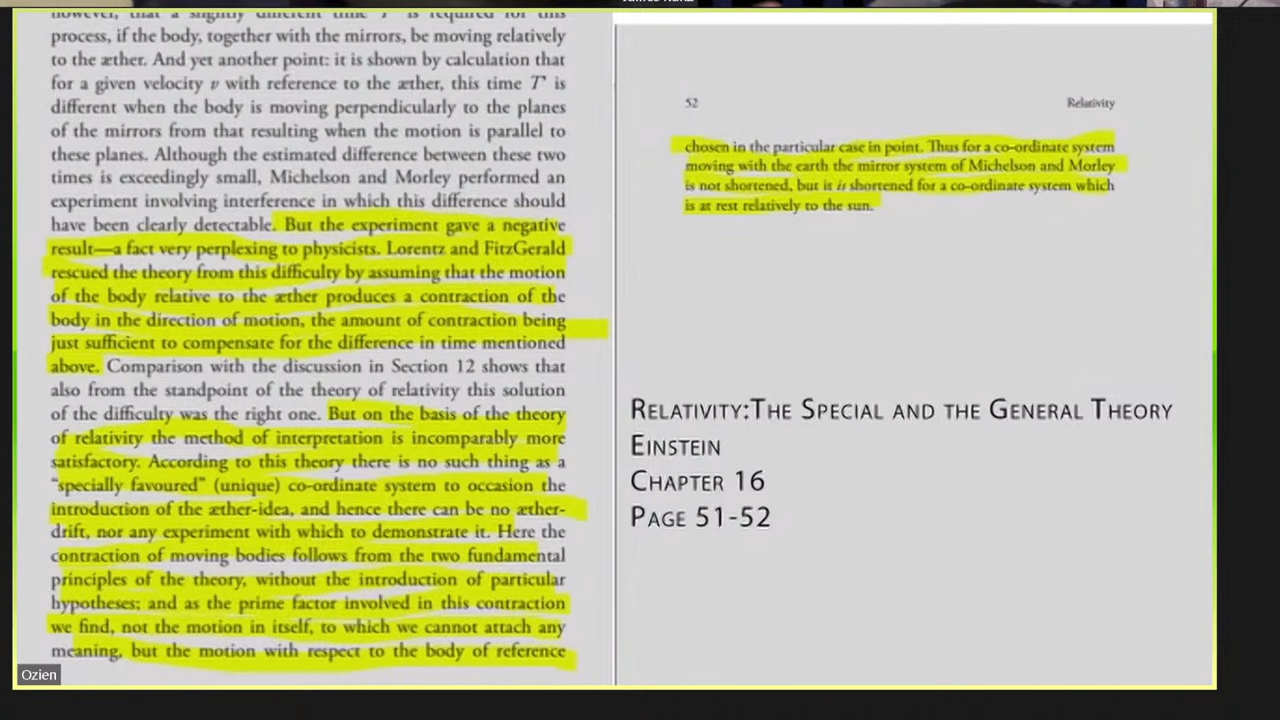 however, that a slightly different time T' is required for this
process, if the body, together with the mirrors, be moving relatively
to the æther. And yet another point: it is shown by calculation that
for a given velocity v with reference to the æther, this time T' is
different when the body is moving perpendicularly to the planes
of the mirrors from that resulting when the motion is parallel to
these planes. Although the estimated difference between these two
times is exceedingly small, Michelson and Morley performed an
experiment involving interference in which this difference should
have been clearly detectable. But the experiment gave a negative
result—a fact very perplexing to physicists. Lorentz and FitzGerald
rescued the theory from this difficulty by assuming that the motion
of the body relative to the æther produces a contraction of the
body in the direction of motion, the amount of contraction being
just sufficient to compensate for the difference in time mentioned
above. Comparison with the discussion in Section 12 shows that
also from the standpoint of the theory of relativity this solution
of the difficulty was the right one. But on the basis of the theory
of relativity the method of interpretation is incomparably more
satisfactory. According to this theory there is no such thing as a
“specially favoured” (unique) co-ordinate system to occasion the
introduction of the æther-idea, and hence there can be no æther-
drift, nor any experiment with which to demonstrate it. Here the
contraction of moving bodies follows from the two fundamental
principles of the theory, without the introduction of particular
hypotheses; and as the prime factor involved in this contraction
we find, not the motion in itself, to which we cannot attach any
meaning, but the motion with respect to the body of reference
Ozien
52 Relativity
chosen in the particular case in point. Thus for a co-ordinate system
moving with the earth the mirror system of Michelson and Morley
is not shortened, but it is shortened for a co-ordinate system which
is at rest relatively to the sun.
Relativity:The Special and the General Theory
Einstein
Chapter 16
Page 51-52